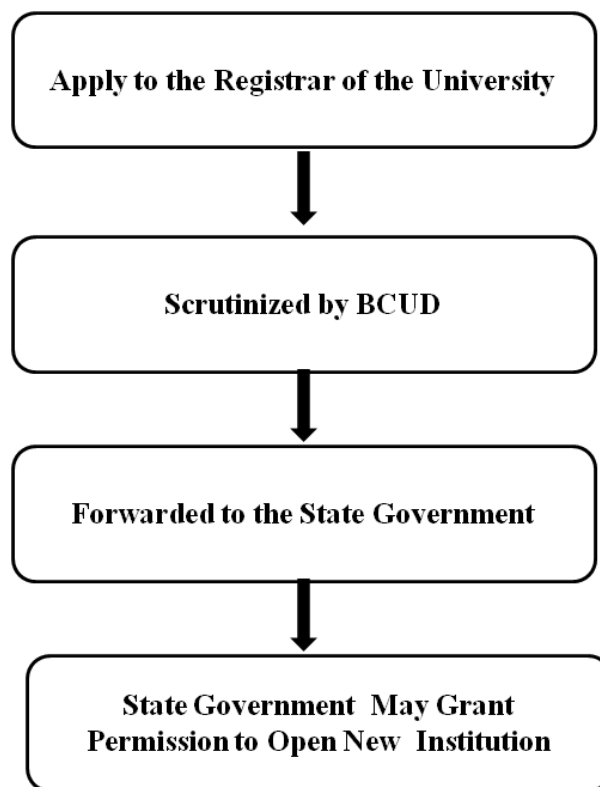 Apply to the Registrar of the University
Scrutinized by BCUD
Forwarded to the State Government
State Government May Grant
Permission to Open New Institution